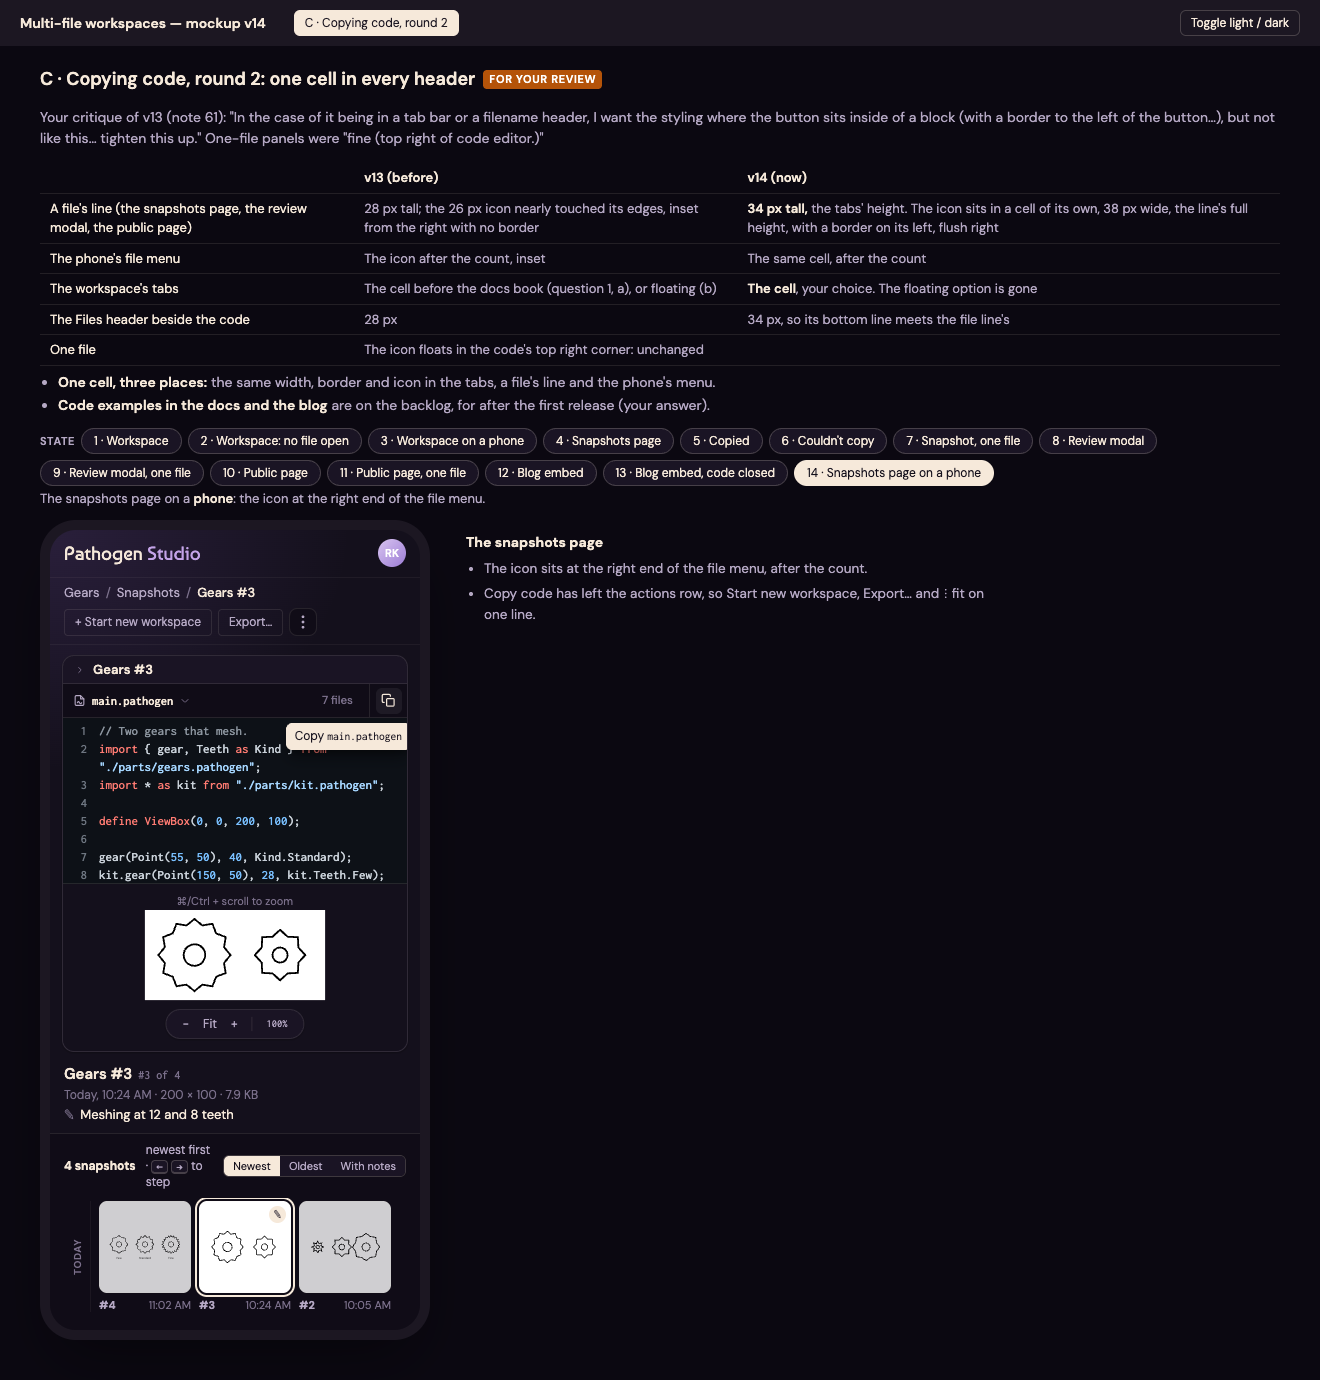 Multi-file workspaces — mockup v14
C · Copying code, round 2
Toggle light / dark
C · Copying code, round 2: one cell in every header
FOR YOUR REVIEW
Your critique of v13 (note 61): "In the case of it being in a tab bar or a filename header, I want the styling where the button sits inside of a block (with a border to the left of the button…), but not
like this… tighten this up." One-file panels were "fine (top right of code editor.)"
v13 (before)
v14 (now)
A file's line (the snapshots page, the review
modal, the public page)
28 px tall; the 26 px icon nearly touched its edges, inset
from the right with no border
34 px tall, the tabs' height. The icon sits in a cell of its own, 38 px wide, the line's full
height, with a border on its left, flush right
The phone's file menu
The icon after the count, inset
The same cell, after the count
The workspace's tabs
The cell before the docs book (question 1, a), or floating (b)
The cell, your choice. The floating option is gone
The Files header beside the code
28 px
34 px, so its bottom line meets the file line's
One file
The icon floats in the code's top right corner: unchanged
• One cell, three places: the same width, border and icon in the tabs, a file's line and the phone's menu.
• Code examples in the docs and the blog are on the backlog, for after the first release (your answer).
STATE
1 · Workspace
2 · Workspace: no file open
3 · Workspace on a phone
4 · Snapshots page
5 · Copied
6 · Couldn't copy
7 · Snapshot, one file
8 · Review modal
9 · Review modal, one file
10 · Public page
11 · Public page, one file
12 · Blog embed
13 · Blog embed, code closed
14 · Snapshots page on a phone
The snapshots page on a phone: the icon at the right end of the file menu.
Pathogen Studio
RK
Gears / Snapshots / Gears #3
+ Start new workspace
Export…
⋮
Gears #3
main.pathogen
7 files
Copy main.pathogen
1 // Two gears that mesh.
2 import { gear, Teeth as Kind } from
"./parts/gears.pathogen";
3 import * as kit from "./parts/kit.pathogen";
4
5 define ViewBox(0, 0, 200, 100);
6
7 gear(Point(55, 50), 40, Kind.Standard);
8 kit.gear(Point(150, 50), 28, kit.Teeth.Few);
⌘/Ctrl + scroll to zoom
− Fit + 100%
Gears #3 #3 of 4
Today, 10:24 AM · 200 × 100 · 7.9 KB
✎ Meshing at 12 and 8 teeth
4 snapshots
newest first
· ← → to
step
Newest
Oldest
With notes
TODAY
#4 11:02 AM
#3 10:24 AM
#2 10:05 AM
The snapshots page
• The icon sits at the right end of the file menu, after the count.
• Copy code has left the actions row, so Start new workspace, Export… and ⋮ fit on
one line.